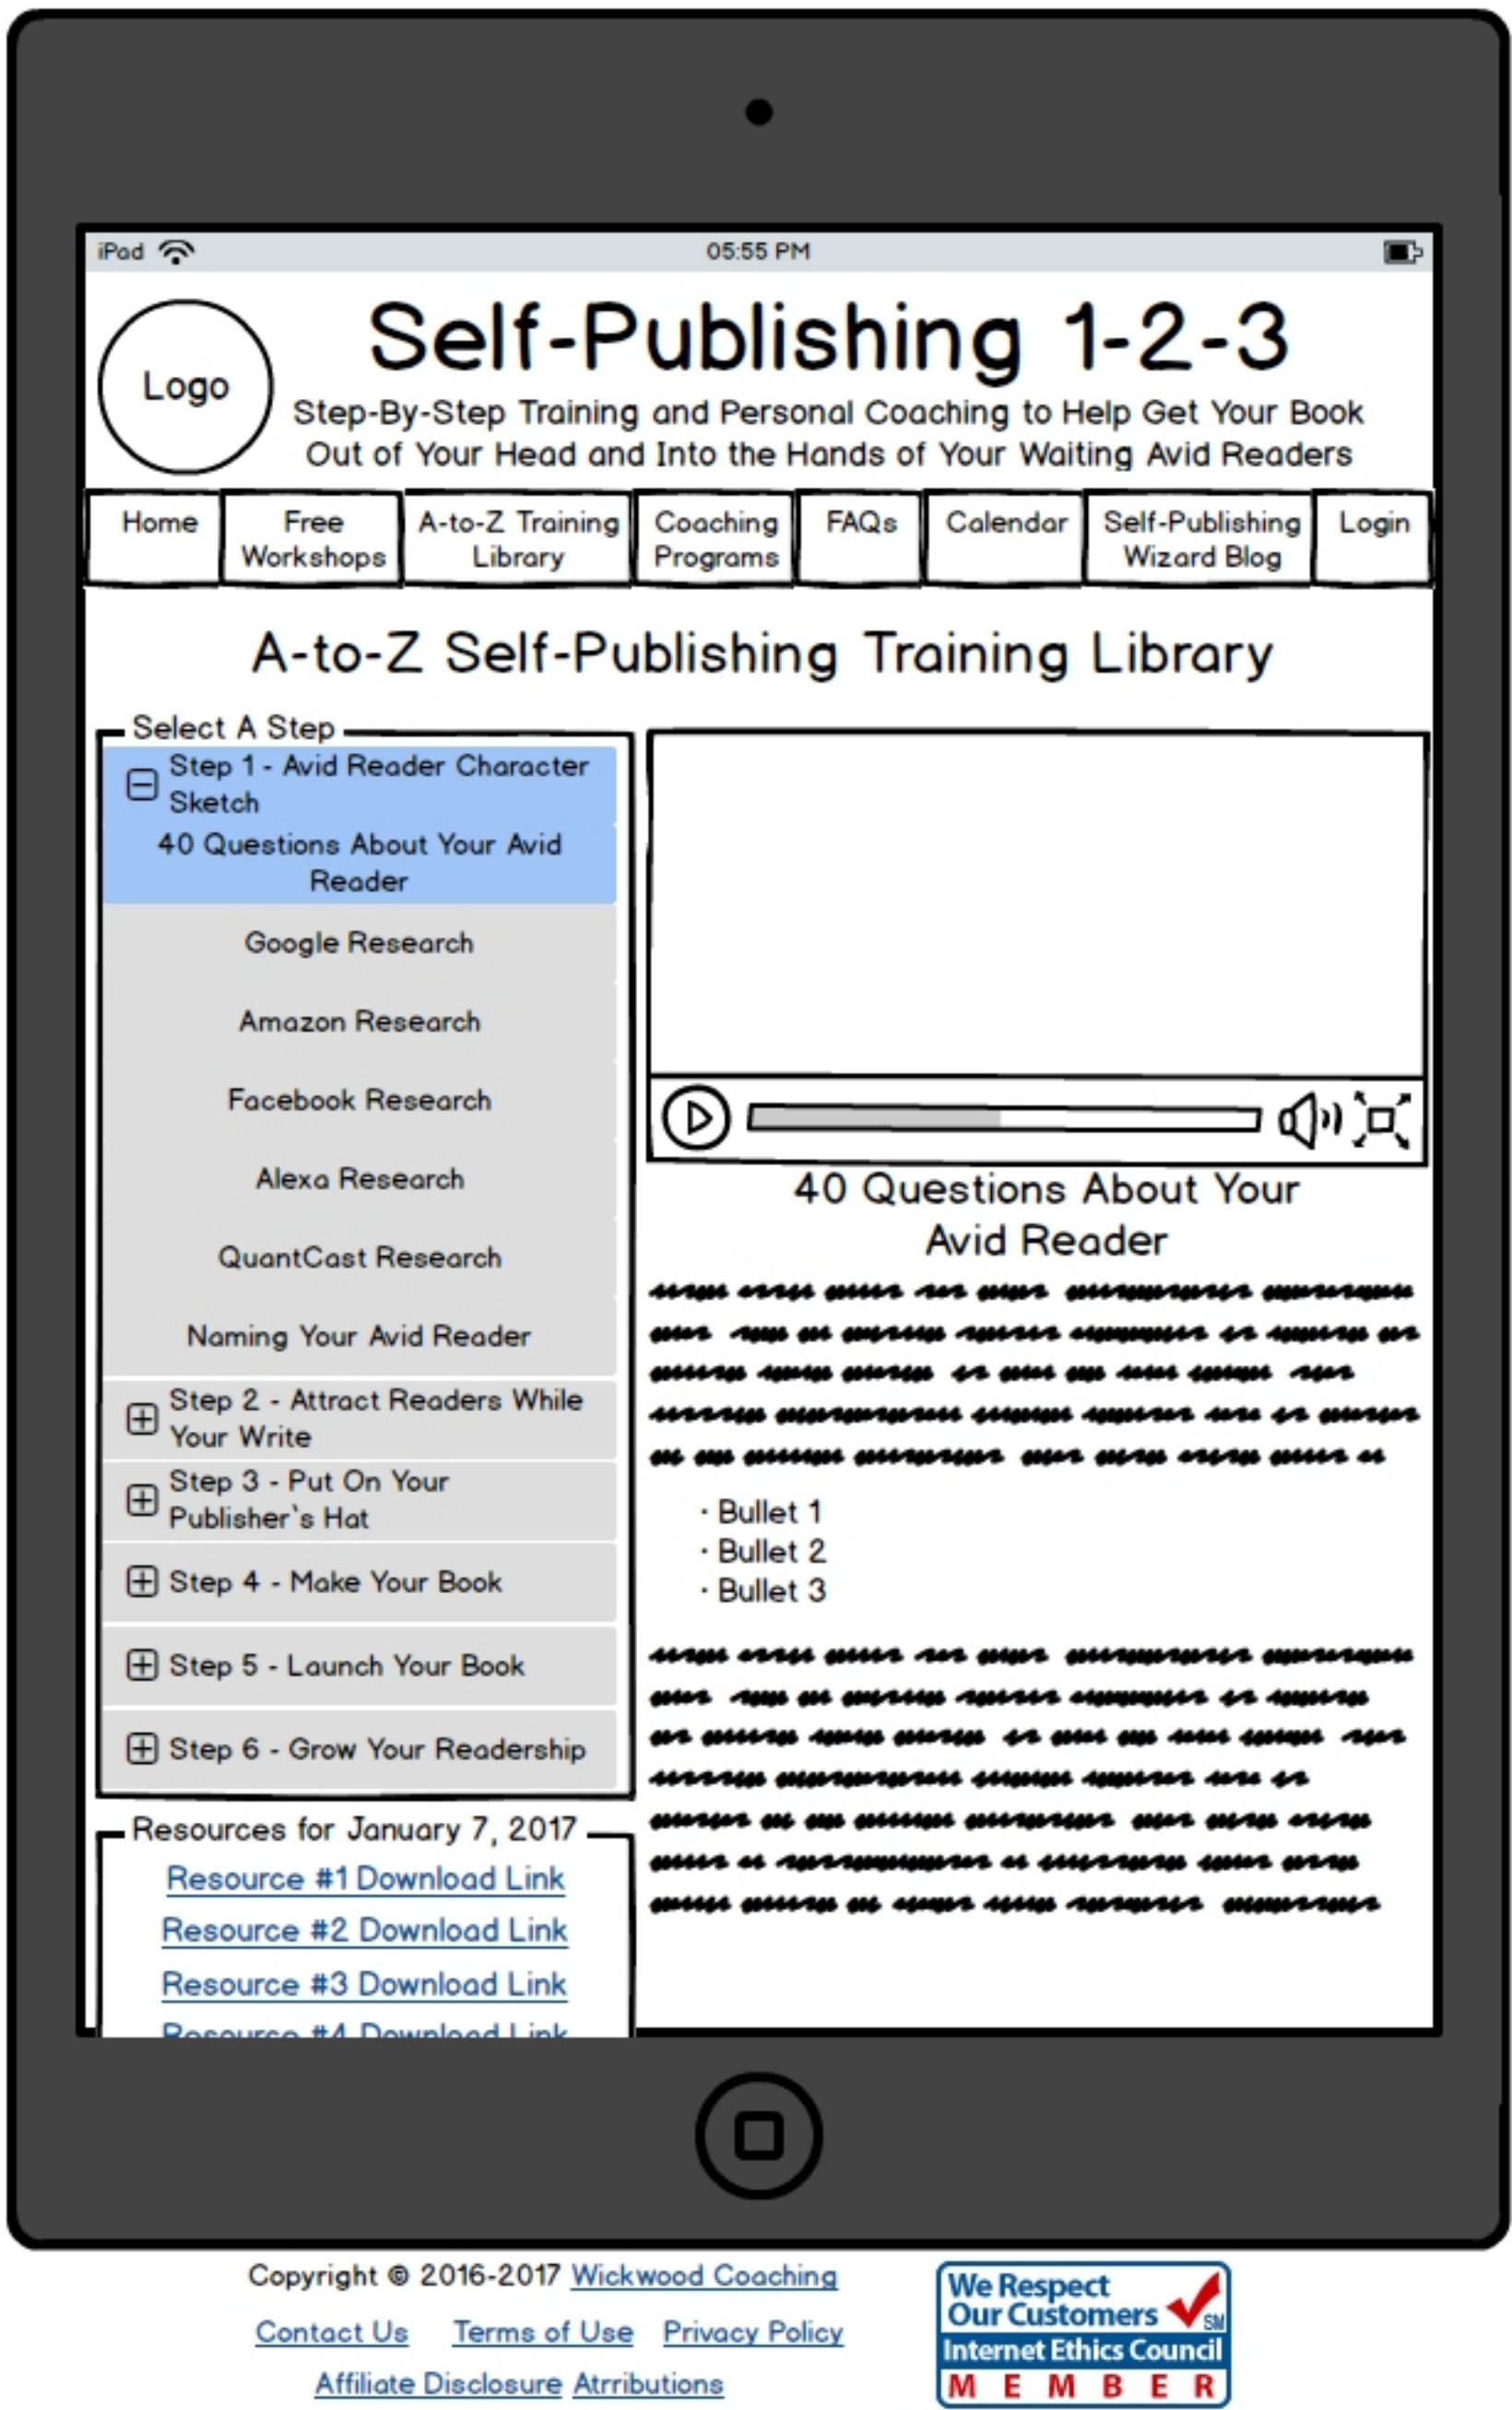 iPad
05:55 PM
Logo
Self-Publishing 1-2-3
Step-By-Step Training and Personal Coaching to Help Get Your Book
Out of Your Head and Into the Hands of Your Waiting Avid Readers
Home
Free
Workshops
A-to-Z Training
Library
Coaching
Programs
FAQs
Calendar
Self-Publishing
Wizard Blog
Login
A-to-Z Self-Publishing Training Library
Select A Step
Step 1 - Avid Reader Character
Sketch
40 Questions About Your Avid
Reader
Google Research
Amazon Research
Facebook Research
Alexa Research
QuantCast Research
Naming Your Avid Reader
Step 2 - Attract Readers While
Your Write
Step 3 - Put On Your
Publisher`s Hat
Step 4 - Make Your Book
Step 5 - Launch Your Book
Step 6 - Grow Your Readership
Resources for January 7, 2017
Resource #1 Download Link
Resource #2 Download Link
Resource #3 Download Link
Resource #4 Download Link
40 Questions About Your
Avid Reader
· Bullet 1
· Bullet 2
· Bullet 3
Copyright © 2016-2017 Wickwood Coaching
Contact Us Terms of Use Privacy Policy
Affiliate Disclosure Atrributions
We Respect
Our Customers SM
Internet Ethics Council
MEMBER